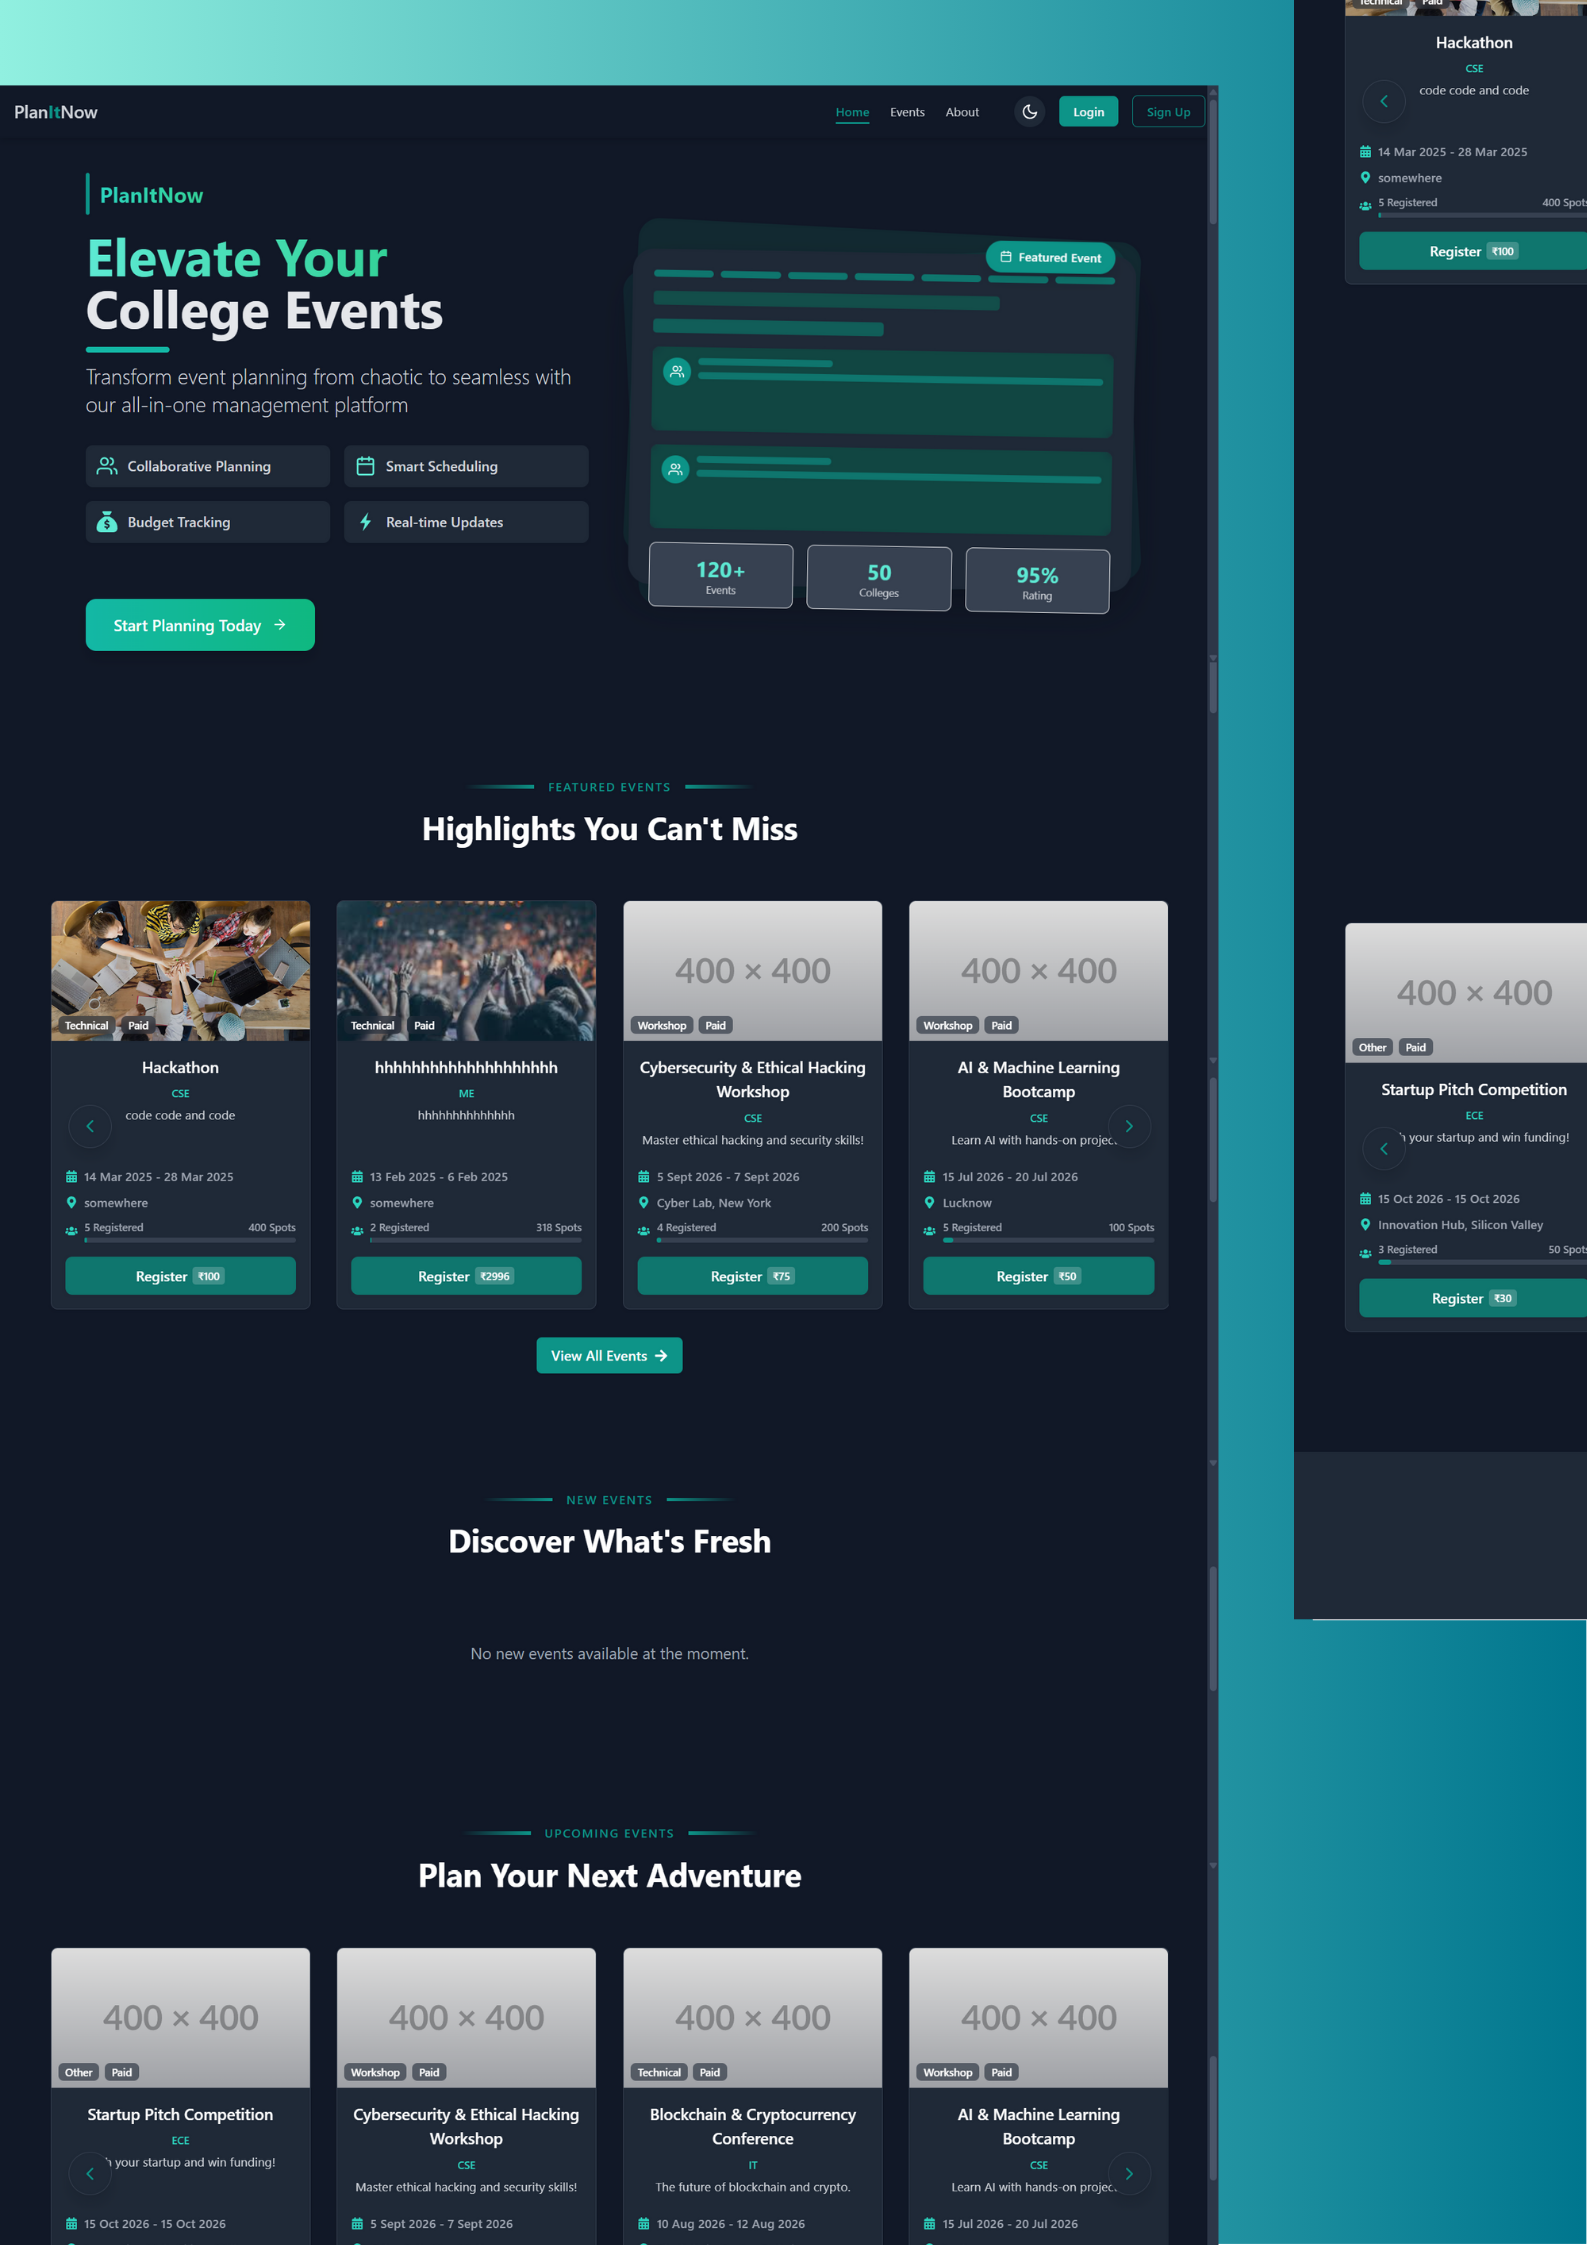 PlanItNow
Home Events About Login Sign Up
PlanItNow
Elevate Your
College Events
Transform event planning from chaotic to seamless with
our all-in-one management platform
Collaborative Planning
Smart Scheduling
Budget Tracking
Real-time Updates
Start Planning Today
Featured Event
120+
Events
50
Colleges
95%
Rating
FEATURED EVENTS
Highlights You Can't Miss
Technical Paid
Hackathon
CSE
code code and code
14 Mar 2025 - 28 Mar 2025
somewhere
5 Registered 400 Spots
Register ₹100
Technical Paid
hhhhhhhhhhhhhhhhhhhh
ME
hhhhhhhhhhhhh
13 Feb 2025 - 6 Feb 2025
somewhere
2 Registered 318 Spots
Register ₹2996
400 × 400
Workshop Paid
Cybersecurity & Ethical Hacking
Workshop
CSE
Master ethical hacking and security skills!
5 Sept 2026 - 7 Sept 2026
Cyber Lab, New York
4 Registered 200 Spots
Register ₹75
400 × 400
Workshop Paid
AI & Machine Learning
Bootcamp
CSE
Learn AI with hands-on projec
15 Jul 2026 - 20 Jul 2026
Lucknow
5 Registered 100 Spots
Register ₹50
View All Events
NEW EVENTS
Discover What's Fresh
No new events available at the moment.
UPCOMING EVENTS
Plan Your Next Adventure
400 × 400
Other Paid
Startup Pitch Competition
ECE
your startup and win funding!
15 Oct 2026 - 15 Oct 2026
400 × 400
Workshop Paid
Cybersecurity & Ethical Hacking
Workshop
CSE
Master ethical hacking and security skills!
5 Sept 2026 - 7 Sept 2026
400 × 400
Technical Paid
Blockchain & Cryptocurrency
Conference
IT
The future of blockchain and crypto.
10 Aug 2026 - 12 Aug 2026
400 × 400
Workshop Paid
AI & Machine Learning
Bootcamp
CSE
Learn AI with hands-on projec
15 Jul 2026 - 20 Jul 2026
Technical Paid
Hackathon
CSE
code code and code
14 Mar 2025 - 28 Mar 2025
somewhere
5 Registered 400 Spots
Register ₹100
400 × 400
Other Paid
Startup Pitch Competition
ECE
your startup and win funding!
15 Oct 2026 - 15 Oct 2026
Innovation Hub, Silicon Valley
3 Registered 50 Spots
Register ₹30